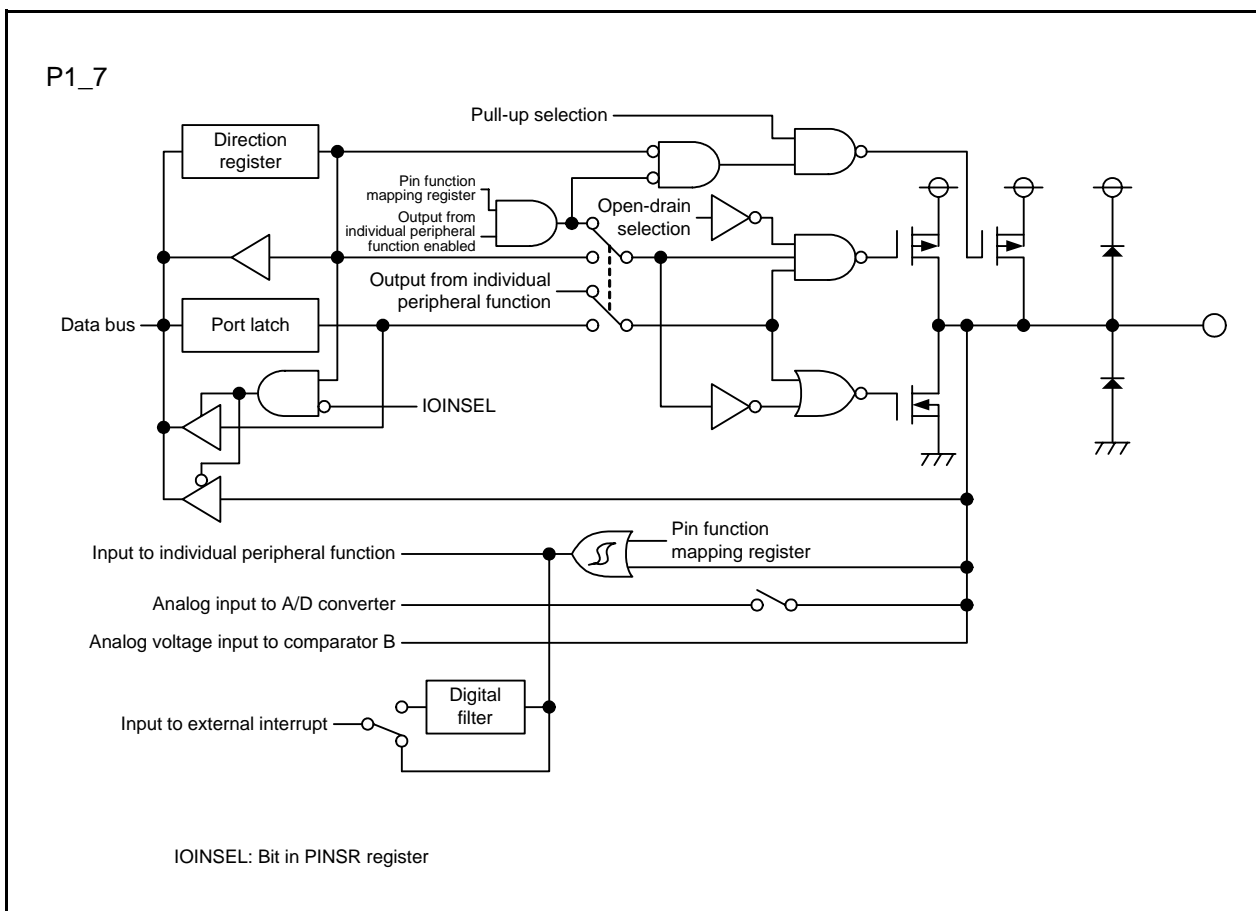 P1_7
Pull-up selection
Direction
register
Pin function
mapping register
Output from
individual peripheral
function enabled
Open-drain
selection
Output from individual
peripheral function
Data bus
Port latch
IOINSEL
Pin function
mapping register
Input to individual peripheral function
Analog input to A/D converter
Analog voltage input to comparator B
Digital
filter
Input to external interrupt
IOINSEL: Bit in PINSR register